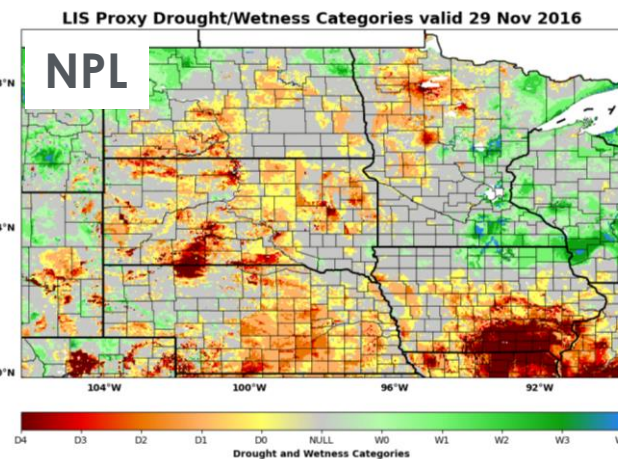 LIS Proxy Drought/Wetness Categories valid 29 Nov 2016
NPL
104°W 100°W 96°W 92°W
D4 D3 D2 D1 D0 NULL W0 W1 W2 W3
Drought and Wetness Categories